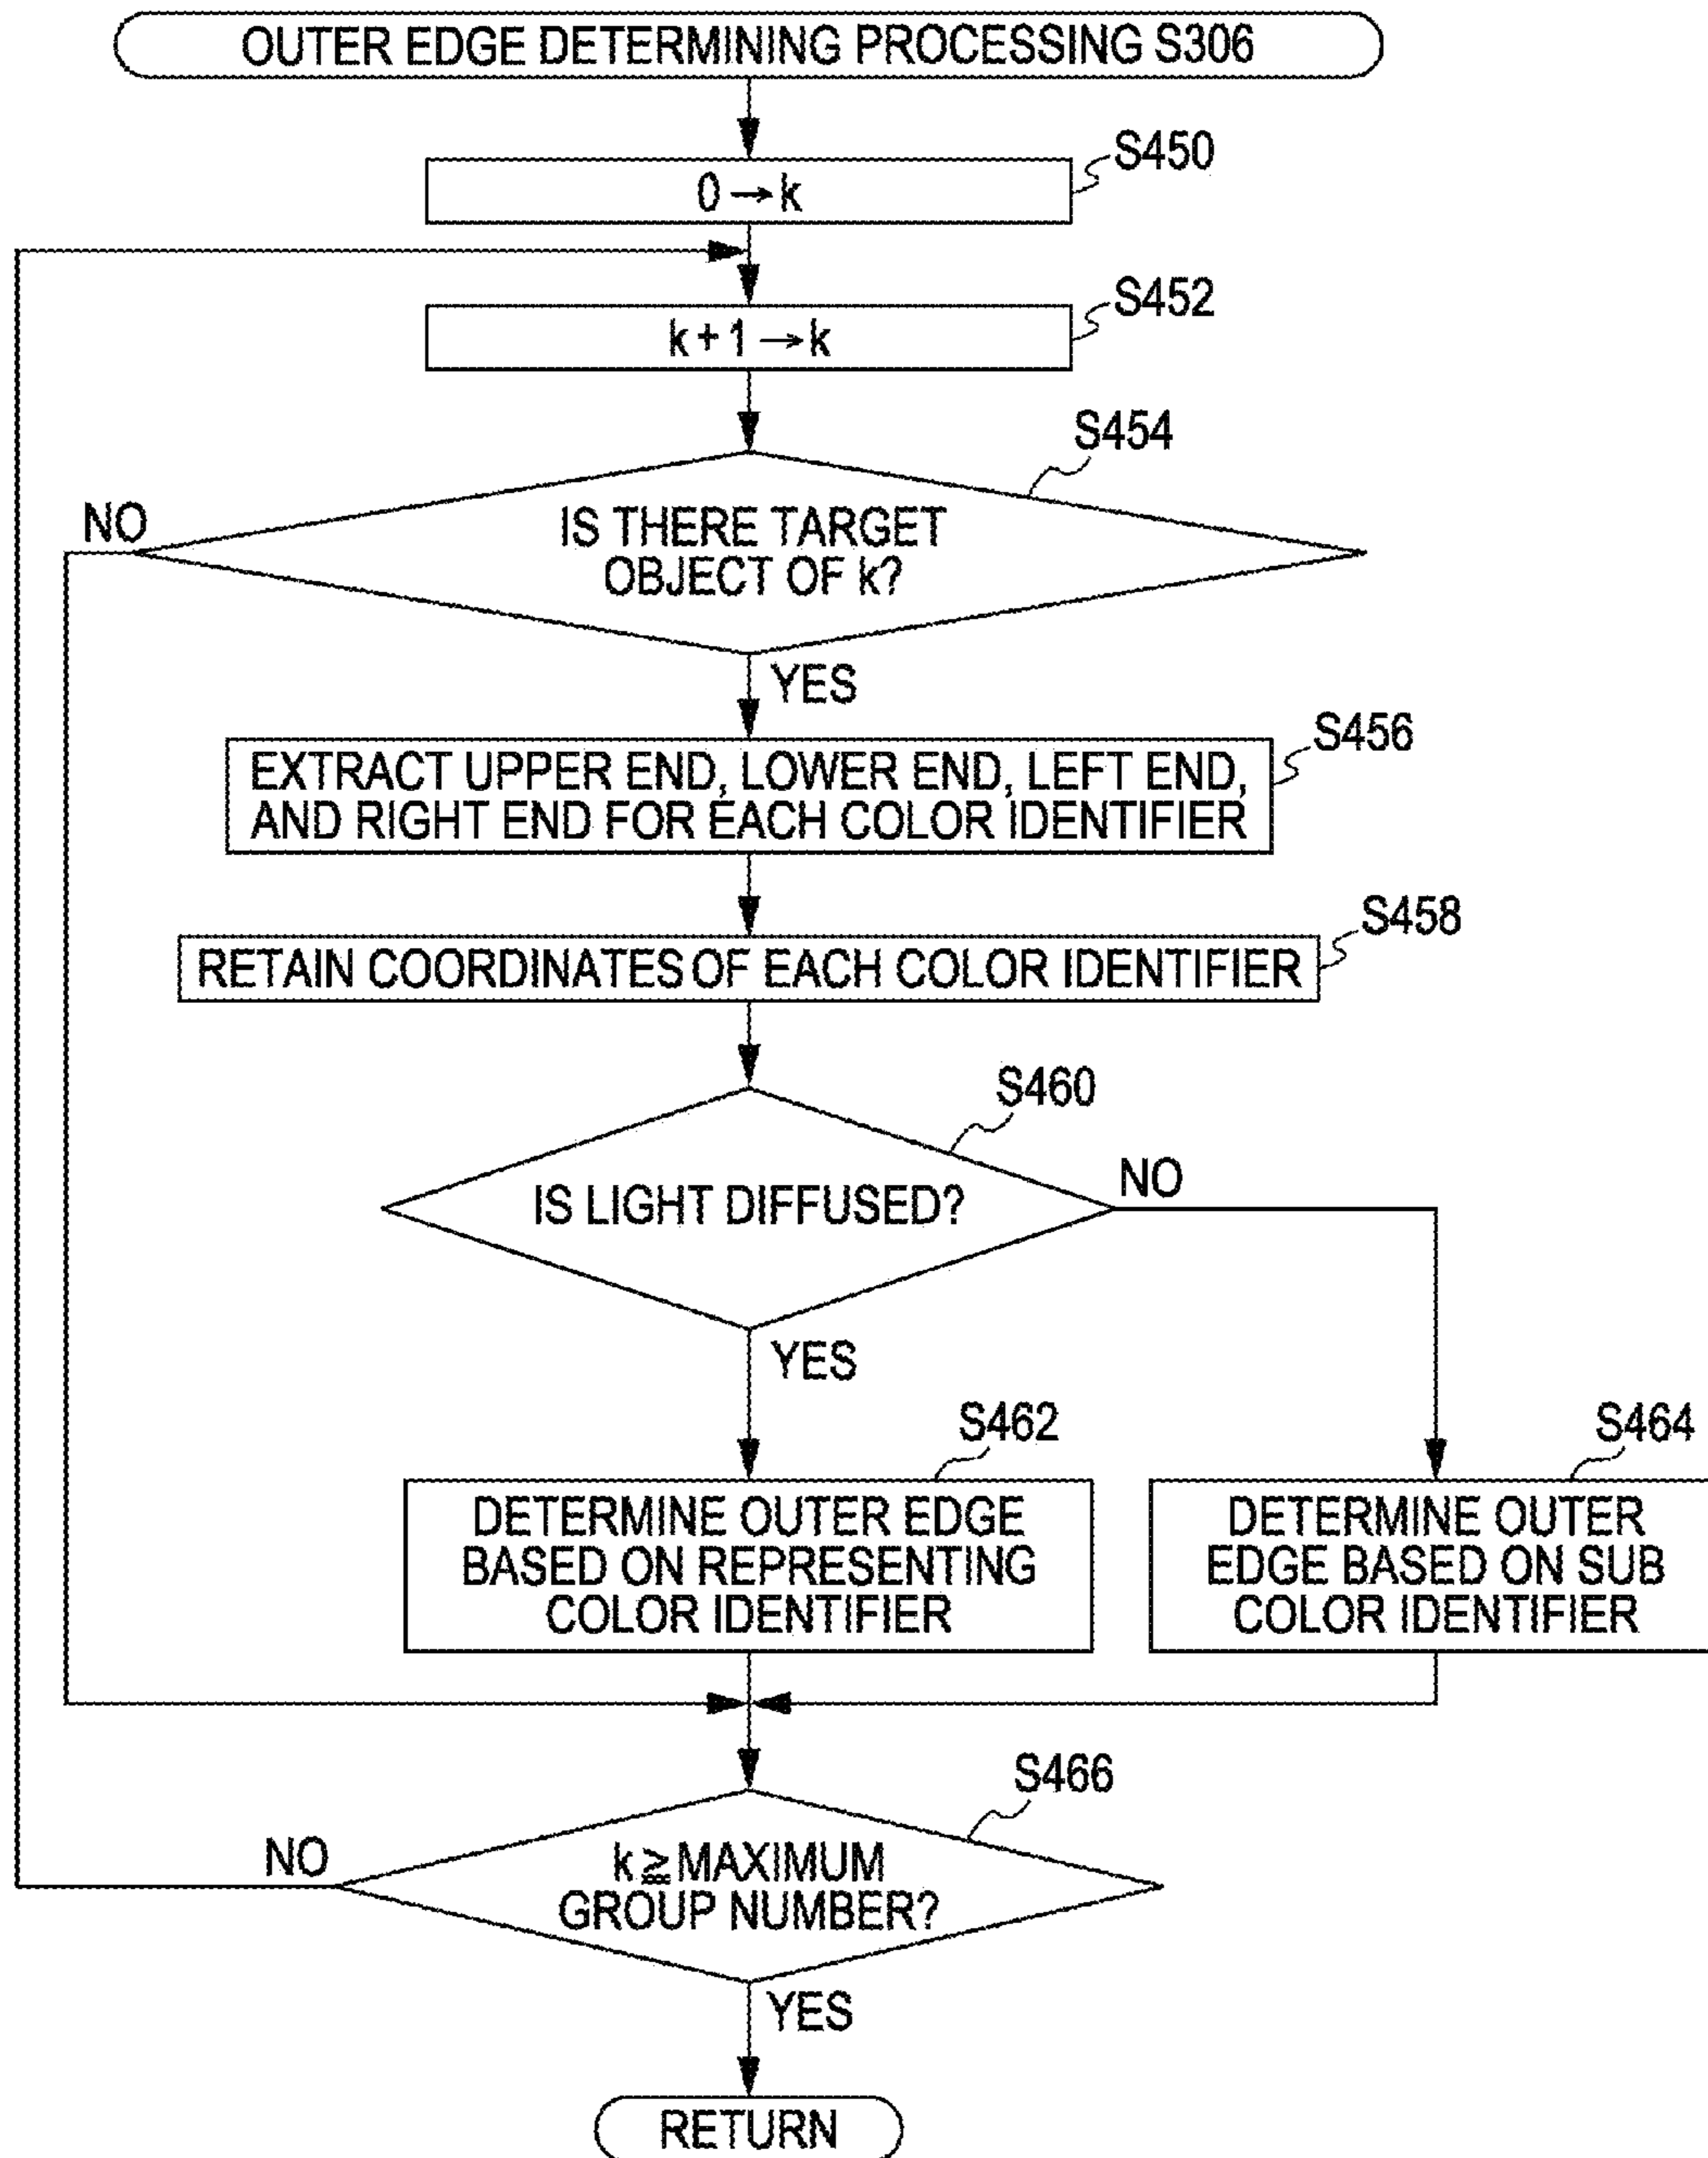 OUTER EDGE DETERMINING PROCESSING S306
S450
0 → k
S452
k + 1 → k
S454
NO
IS THERE TARGET
OBJECT OF k?
YES
S456
EXTRACT UPPER END, LOWER END, LEFT END,
AND RIGHT END FOR EACH COLOR IDENTIFIER
S458
RETAIN COORDINATES OF EACH COLOR IDENTIFIER
S460
IS LIGHT DIFFUSED?
NO
YES
S462
DETERMINE OUTER EDGE
BASED ON REPRESENTING
COLOR IDENTIFIER
S464
DETERMINE OUTER
EDGE BASED ON SUB
COLOR IDENTIFIER
S466
NO
k ≧ MAXIMUM
GROUP NUMBER?
YES
RETURN